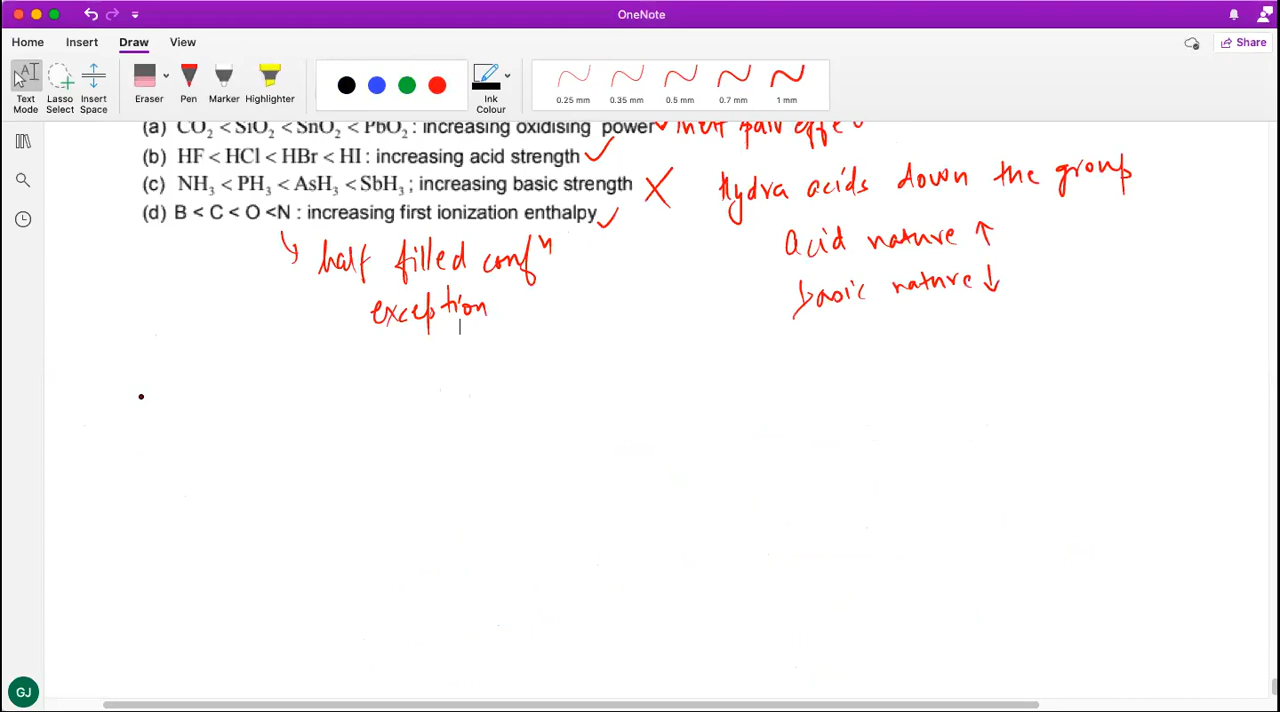 OneNote
Home Insert Draw View
Share
Text Mode
Lasso Select
Insert Space
Eraser
Pen
Marker
Highlighter
Ink Colour
0.25 mm 0.35 mm 0.5 mm 0.7 mm 1 mm
(a) CO₂ < SiO₂ < SnO₂ < PbO₂ : increasing oxidising power ✓ inert pair
(b) HF < HCl < HBr < HI : increasing acid strength ✓
(c) NH₃ < PH₃ < AsH₃ < SbH₃ ; increasing basic strength X
(d) B < C < O <N : increasing first ionization enthalpy ✓
half filled confⁿ
exception
Hydra acids down the group
acid nature ↑
basic nature ↓
GJ